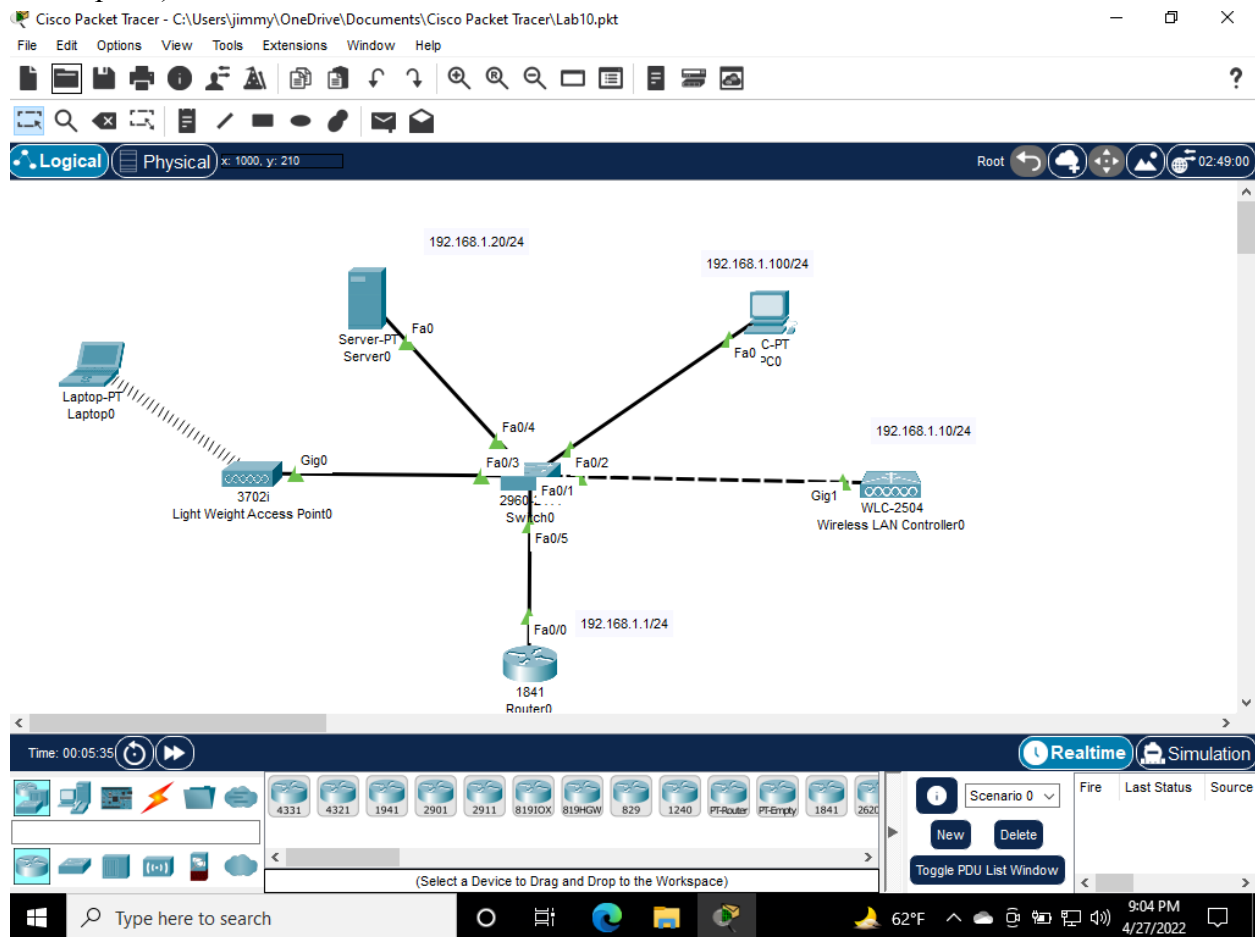 Cisco Packet Tracer - C:\Users\jimmy\OneDrive\Documents\Cisco Packet Tracer\Lab10.pkt
File Edit Options View Tools Extensions Window Help
?
Logical Physical x: 1000, y: 210 Root 02:49:00
192.168.1.20/24
192.168.1.100/24
Fa0
Server-PT
Server0
Fa0 C-PT
PC0
Laptop-PT
Laptop0
Fa0/4
192.168.1.10/24
Gig0 Fa0/3 Fa0/2
3702i
Light Weight Access Point0
2960 Fa0/1
Switch0
Gig1
WLC-2504
Wireless LAN Controller0
Fa0/5
Fa0/0 192.168.1.1/24
1841
Router0
Time: 00:05:35 Realtime Simulation
4331 4321 1941 2901 2911 819IOX 819HGW 829 1240 PT-Router PT-Empty 1841 2620
Scenario 0 Fire Last Status Source
New Delete
Toggle PDU List Window
(Select a Device to Drag and Drop to the Workspace)
Type here to search 62°F 9:04 PM
4/27/2022